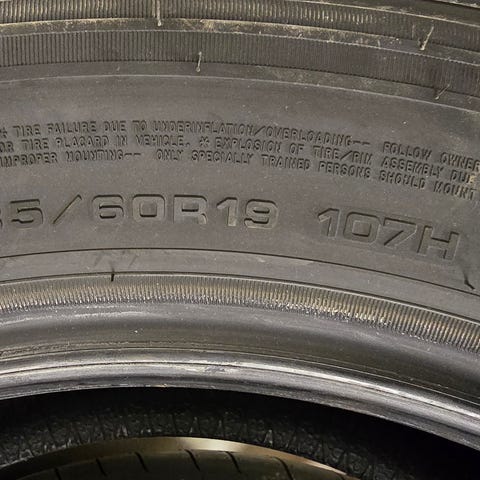 * TIRE FAILURE DUE TO UNDERINFLATION/OVERLOADING-- FOLLOW OWNER
OR TIRE PLACARD IN VEHICLE. * EXPLOSION OF TIRE/RIM ASSEMBLY DUE
IMPROPER MOUNTING-- ONLY SPECIALLY TRAINED PERSONS SHOULD MOUNT
35/60R19 107H